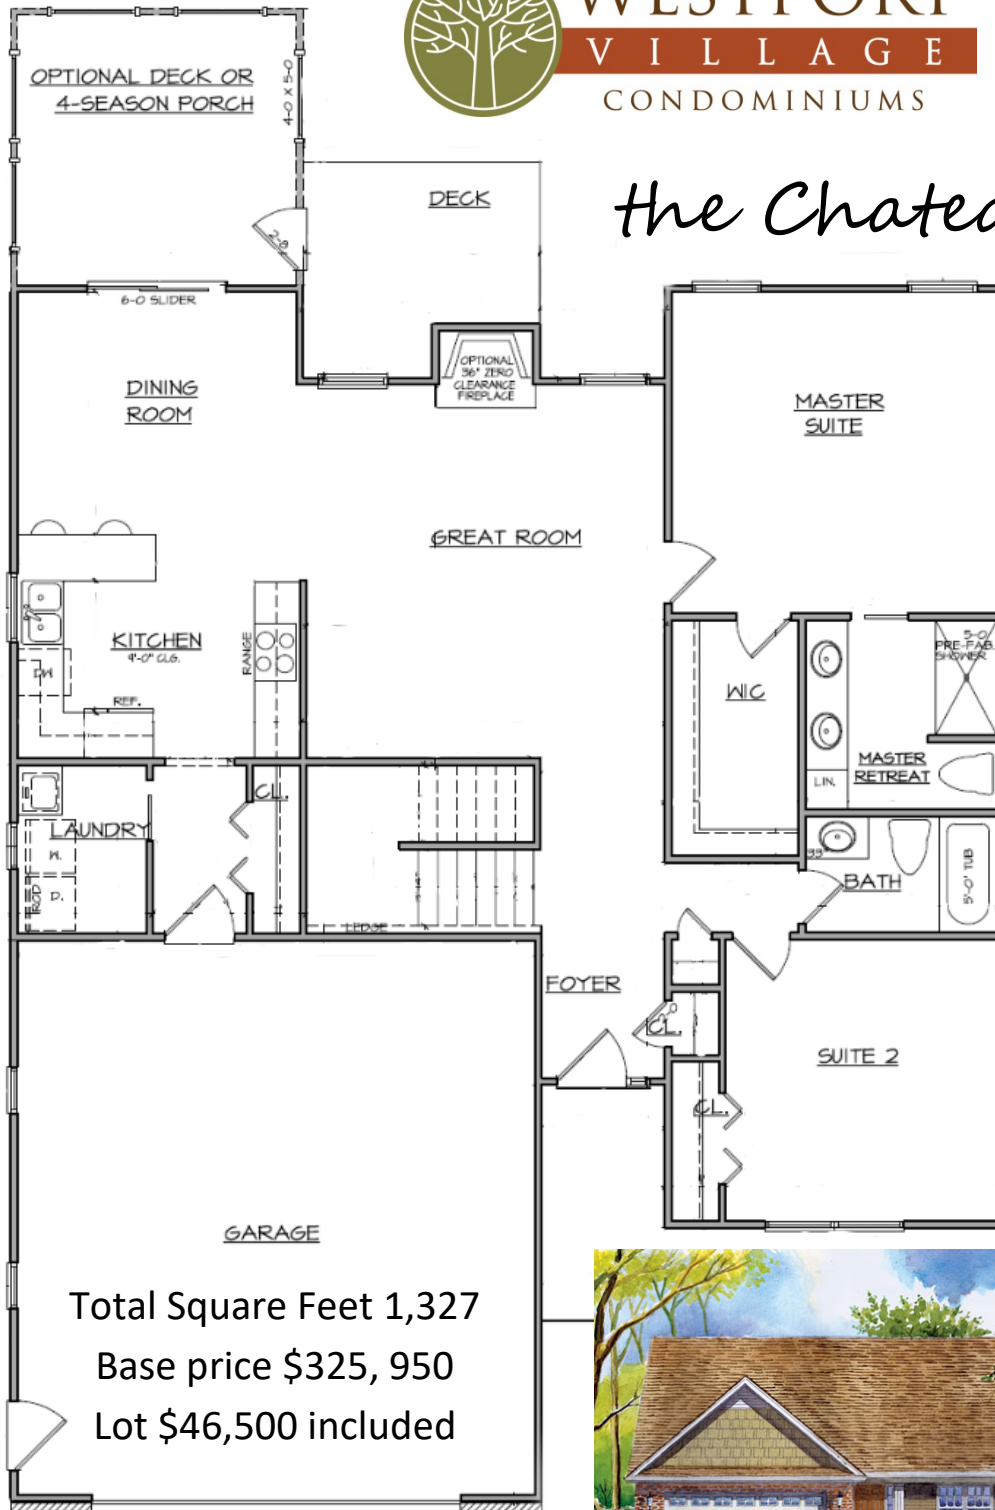 VILLAGE
CONDOMINIUMS
the
OPTIONAL DECK OR
4-SEASON PORCH
4-0 X 5-0
2-8
DECK
6-0 SLIDER
DINING
ROOM
OPTIONAL
36" ZERO
CLEARANCE
FIREPLACE
MASTER
SUITE
GREAT ROOM
KITCHEN
9'-0" CLG.
RANGE
DW
REF.
WIC
5-0
PRE-FAB.
SHOWER
MASTER
RETREAT
LIN.
CL.
LAUNDRY
W.
D.
ROD
LEDGE
33"
BATH
5'-0" TUB
FOYER
CL.
SUITE 2
CL.
GARAGE
Total Square Feet 1,327
Base price $325, 950
Lot $46,500 included